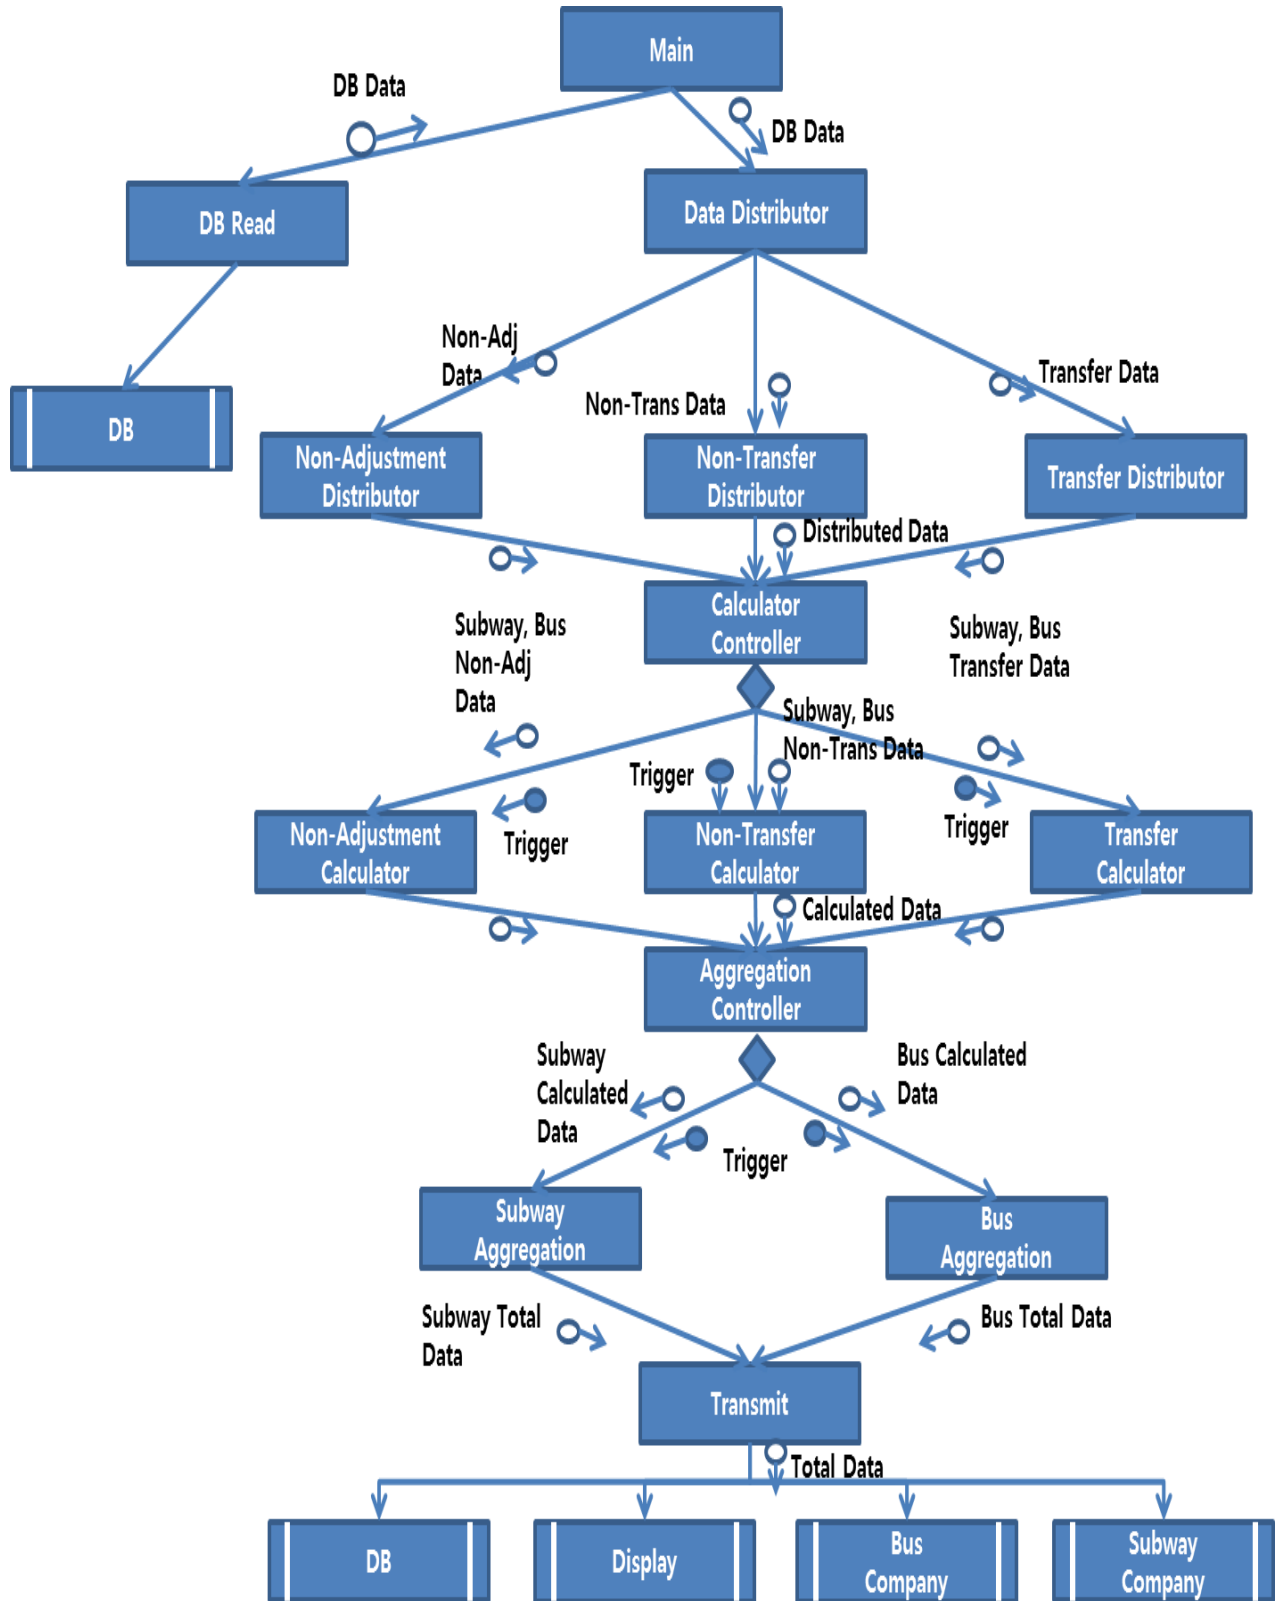 Main
DB Data
DB Data
DB Read
Data Distributor
Non-Adj
Data
Non-Trans Data
Transfer Data
DB
Non-Adjustment
Distributor
Non-Transfer
Distributor
Transfer Distributor
Distributed Data
Calculator
Controller
Subway, Bus
Non-Adj
Data
Subway, Bus
Transfer Data
Subway, Bus
Non-Trans Data
Trigger
Trigger
Trigger
Non-Adjustment
Calculator
Non-Transfer
Calculator
Transfer
Calculator
Calculated Data
Aggregation
Controller
Subway
Calculated
Data
Bus Calculated
Data
Trigger
Subway
Aggregation
Bus
Aggregation
Subway Total
Data
Bus Total Data
Transmit
Total Data
DB
Display
Bus
Company
Subway
Company